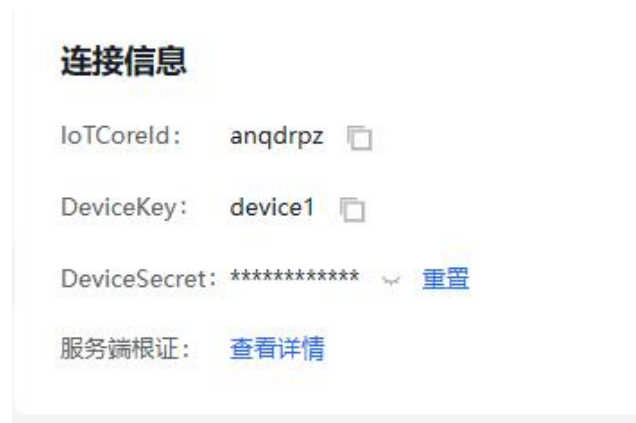 连接信息
IoTCoreId： anqdrpz
DeviceKey： device1
DeviceSecret： ************ 重置
服务端根证： 查看详情